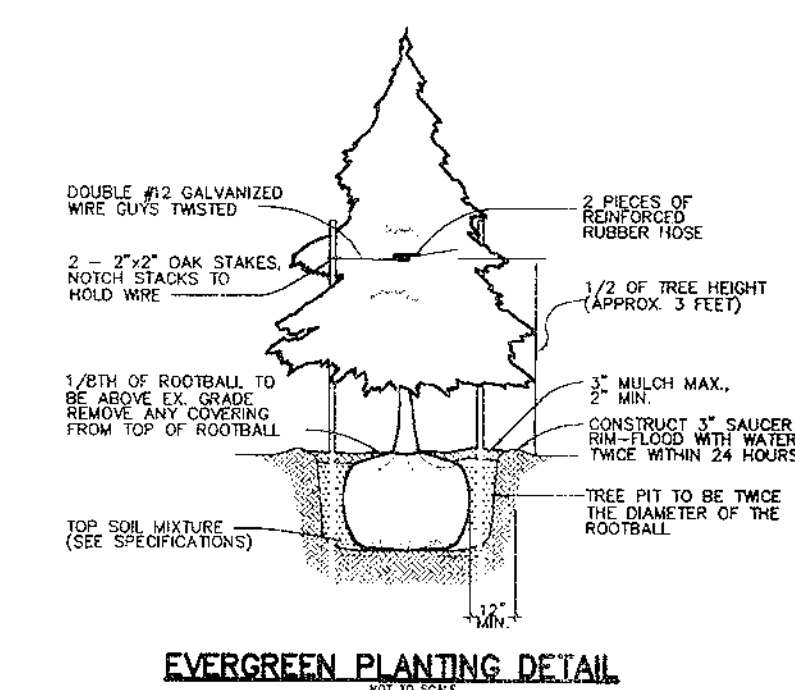 DOUBLE #12 GALVANIZED
WIRE GUYS TWISTED
2 – 2"x2" OAK STAKES,
NOTCH STACKS TO
HOLD WIRE
1/8TH OF ROOTBALL TO
BE ABOVE EX. GRADE
REMOVE ANY COVERING
FROM TOP OF ROOTBALL
TOP SOIL MIXTURE
(SEE SPECIFICATIONS)
2 PIECES OF
REINFORCED
RUBBER HOSE
1/2 OF TREE HEIGHT
(APPROX. 3 FEET)
3" MULCH MAX.,
2" MIN.
CONSTRUCT 3" SAUCER
RIM-FLOOD WITH WATER
TWICE WITHIN 24 HOURS
TREE PIT TO BE TWICE
THE DIAMETER OF THE
ROOTBALL
12"
MIN.
EVERGREEN PLANTING DETAIL
NOT TO SCALE